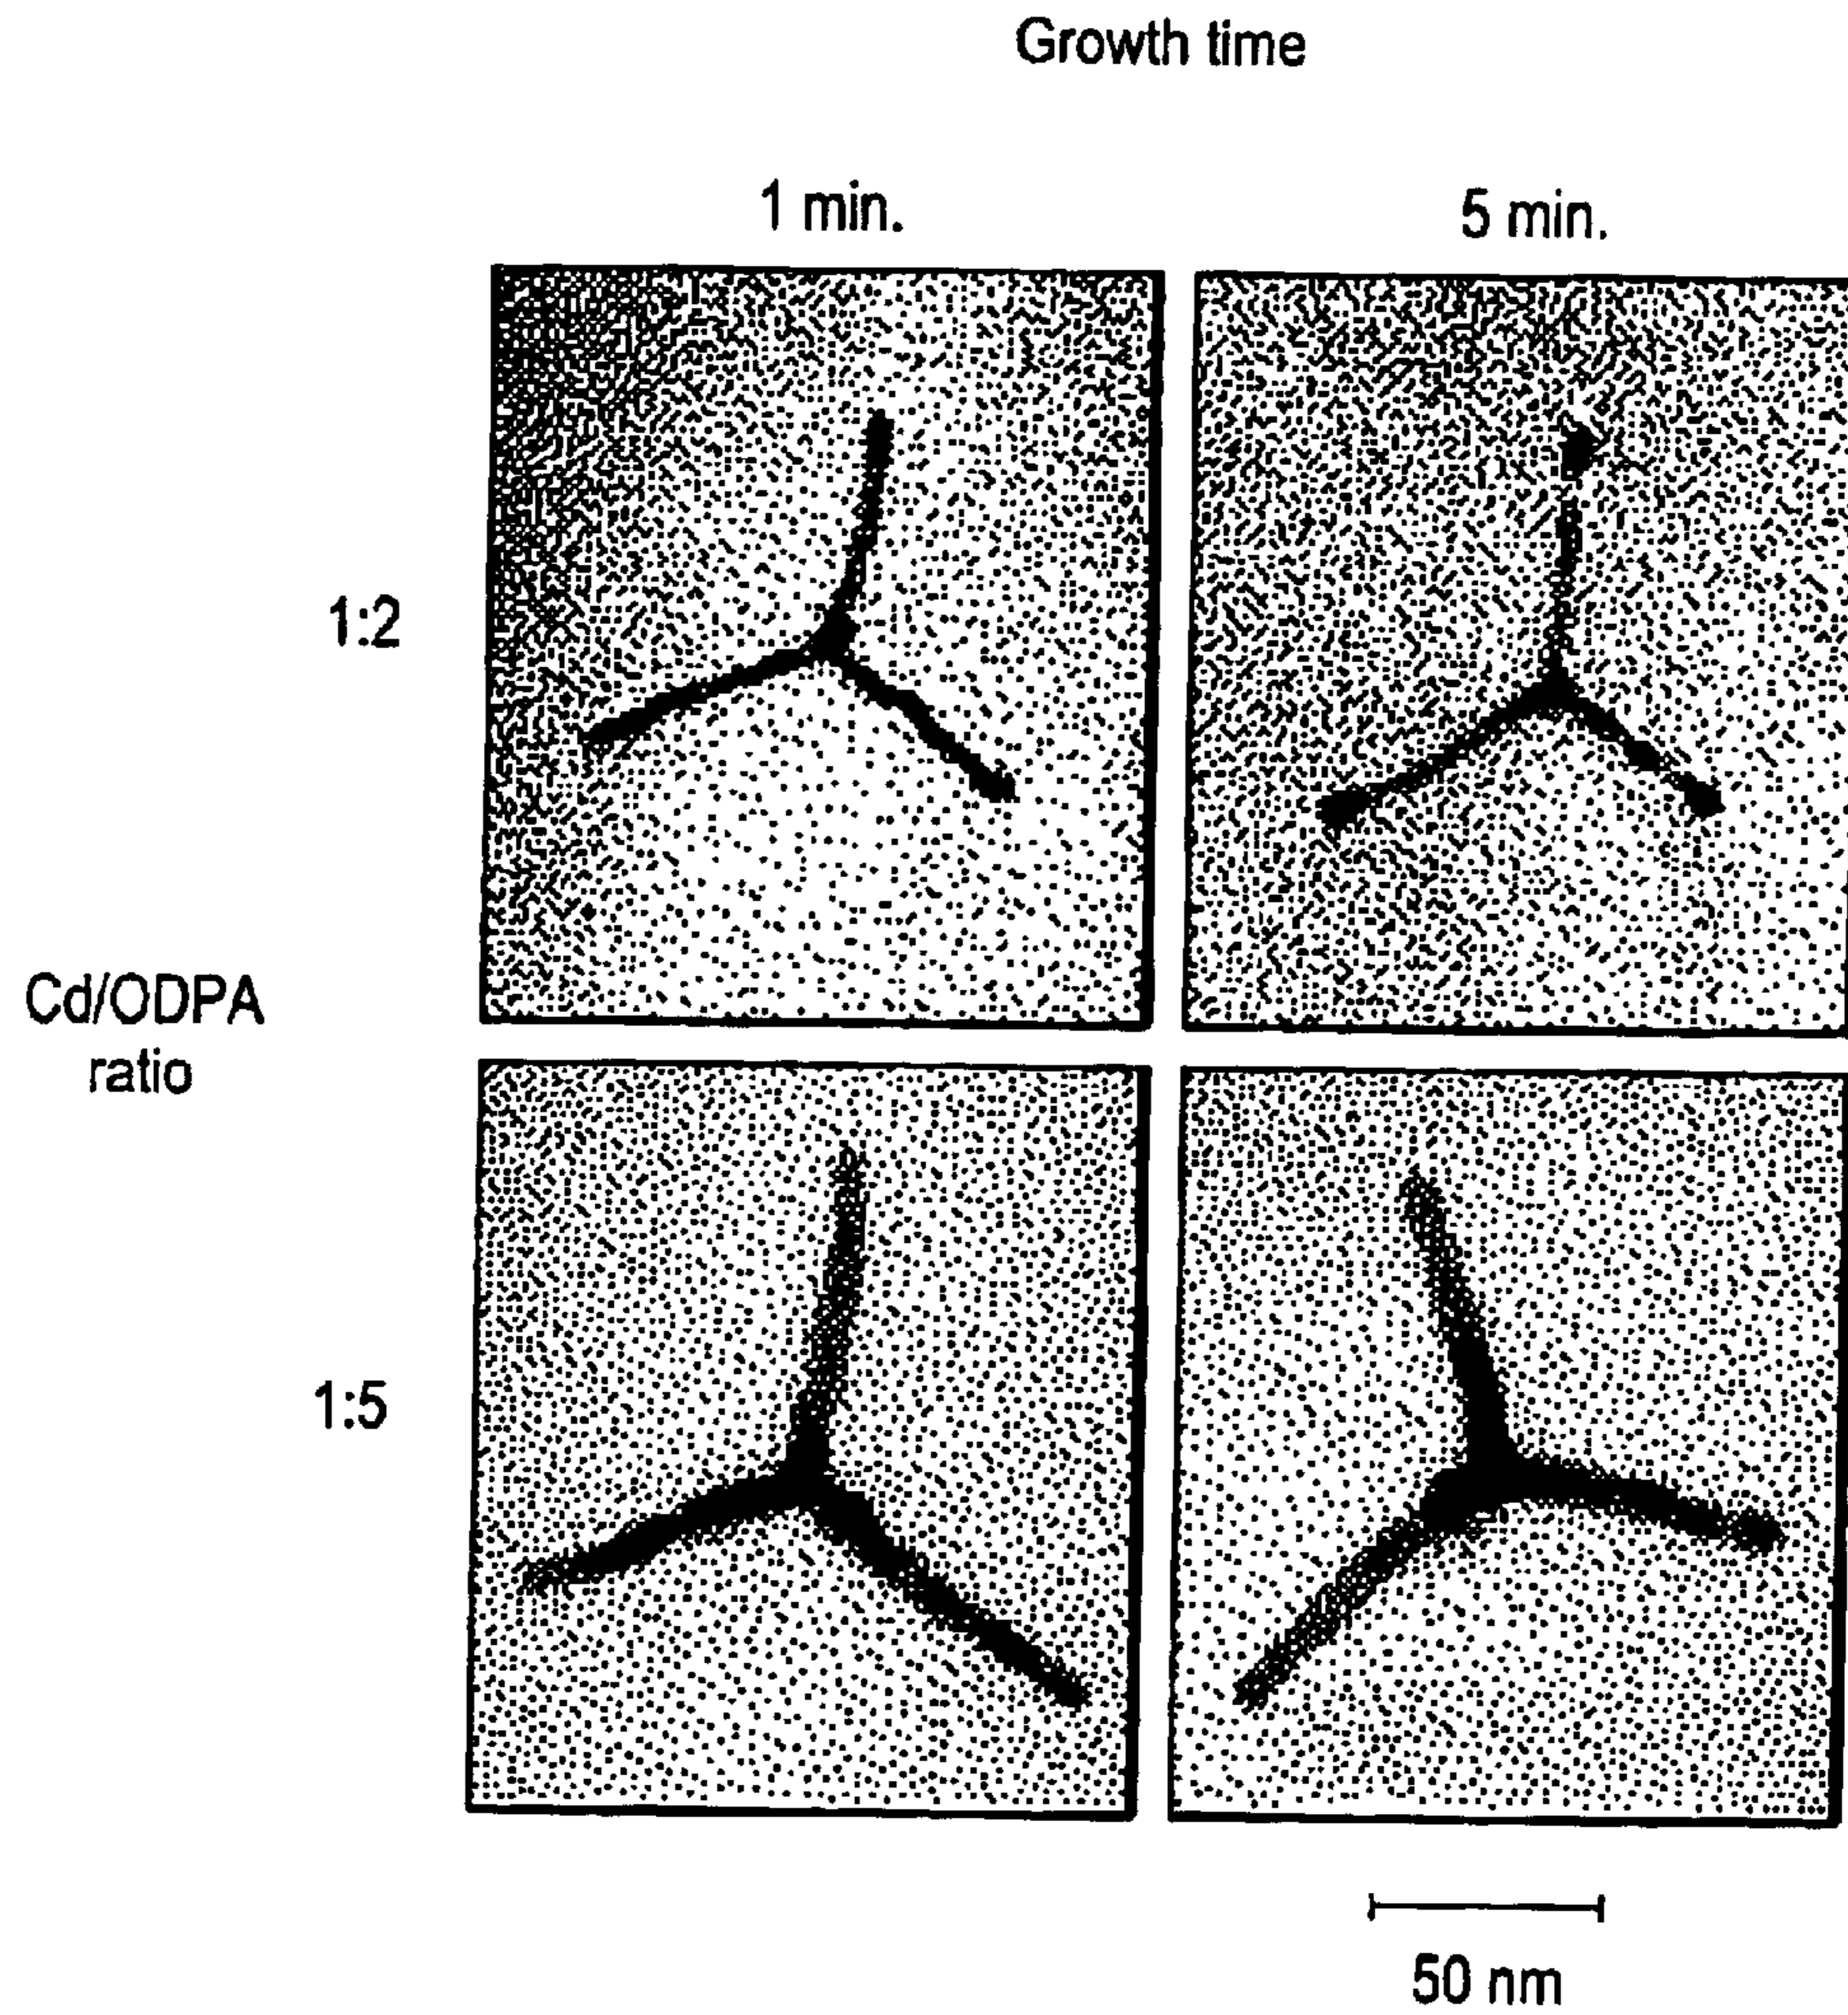 Growth time
1 min.
5 min.
1:2
Cd/ODPA
ratio
1:5
50 nm